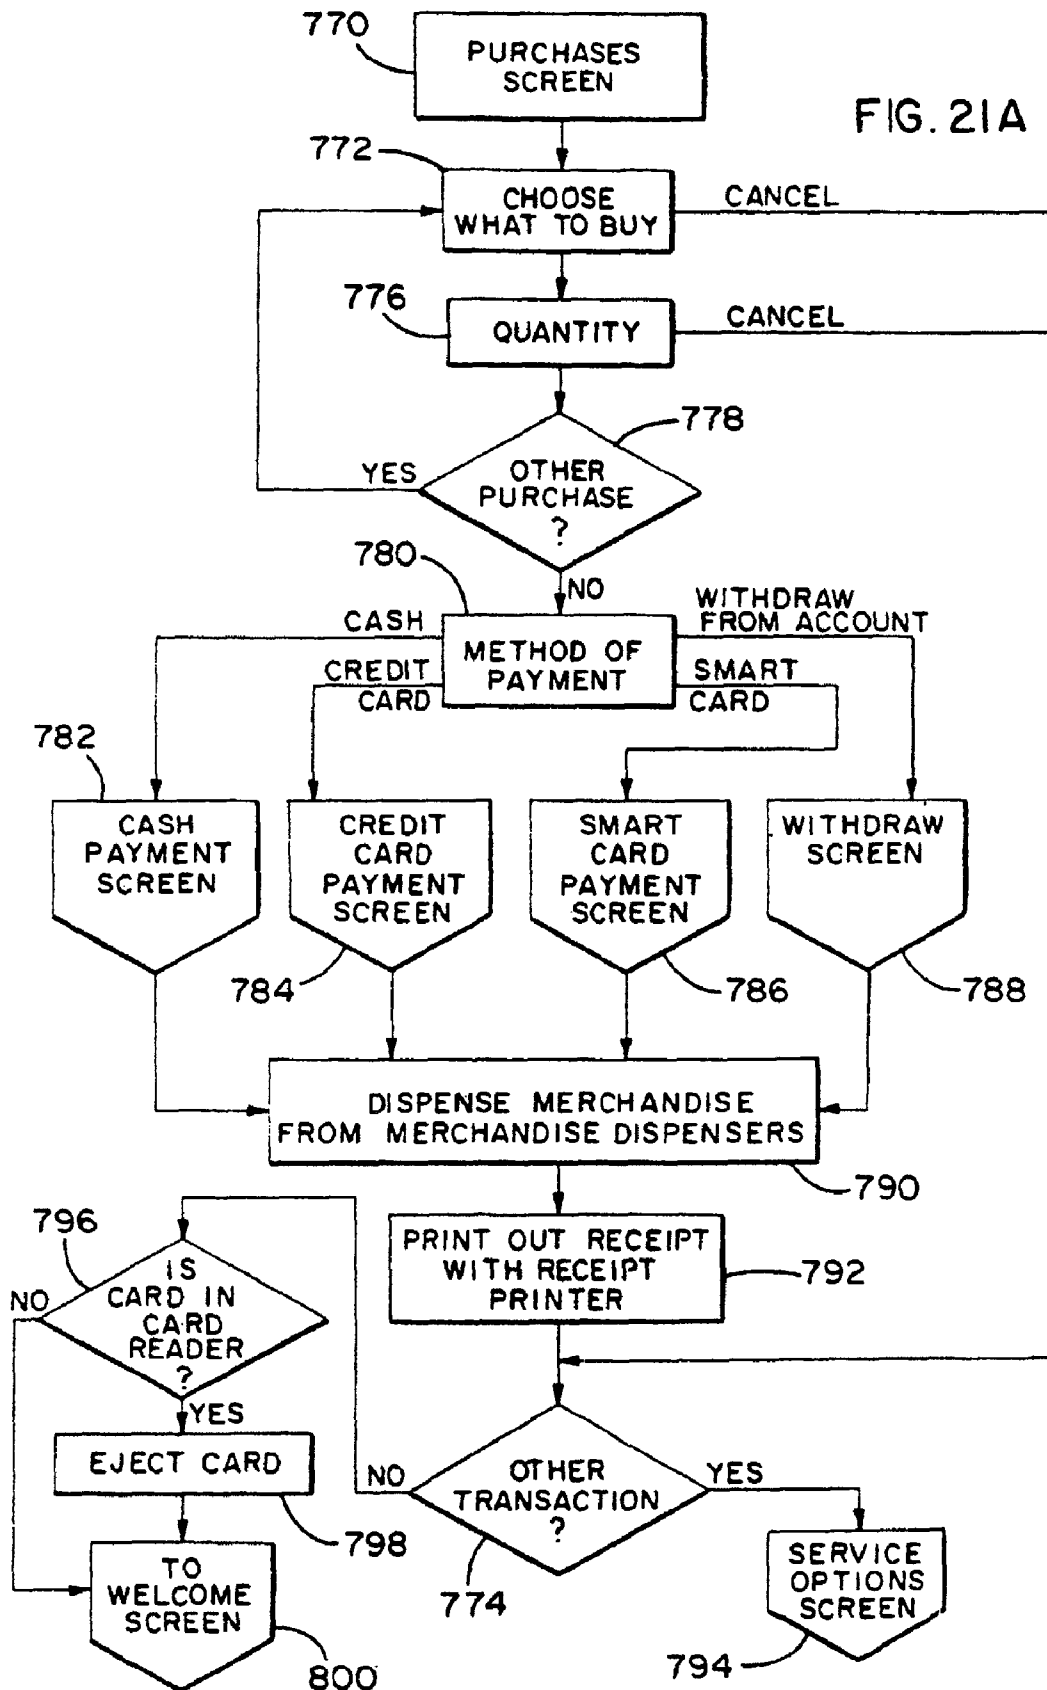 770
PURCHASES
SCREEN
FIG. 21A
772
CHOOSE
WHAT TO BUY
CANCEL
776
QUANTITY
CANCEL
778
YES
OTHER
PURCHASE
?
780
NO
CASH
METHOD OF
PAYMENT
WITHDRAW
FROM ACCOUNT
CREDIT
CARD
SMART
CARD
782
CASH
PAYMENT
SCREEN
CREDIT
CARD
PAYMENT
SCREEN
SMART
CARD
PAYMENT
SCREEN
WITHDRAW
SCREEN
784
786
788
DISPENSE MERCHANDISE
FROM MERCHANDISE DISPENSERS
790
796
PRINT OUT RECEIPT
WITH RECEIPT
PRINTER
792
NO
IS
CARD IN
CARD
READER
?
YES
EJECT CARD
798
NO
OTHER
TRANSACTION
?
YES
774
TO
WELCOME
SCREEN
800
SERVICE
OPTIONS
SCREEN
794